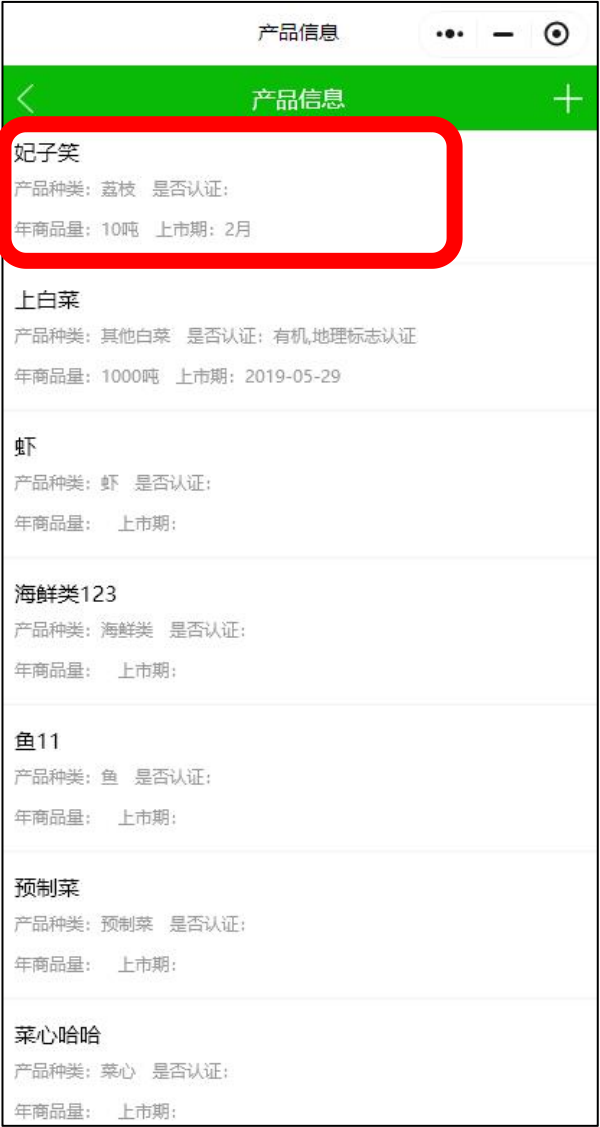 产品信息
产品信息
妃子笑
产品种类：荔枝 是否认证：
年商品量：10吨 上市期：2月
上白菜
产品种类：其他白菜 是否认证：有机,地理标志认证
年商品量：1000吨 上市期：2019-05-29
虾
产品种类：虾 是否认证：
年商品量： 上市期：
海鲜类123
产品种类：海鲜类 是否认证：
年商品量： 上市期：
鱼11
产品种类：鱼 是否认证：
年商品量： 上市期：
预制菜
产品种类：预制菜 是否认证：
年商品量： 上市期：
菜心哈哈
产品种类：菜心 是否认证：
年商品量： 上市期：